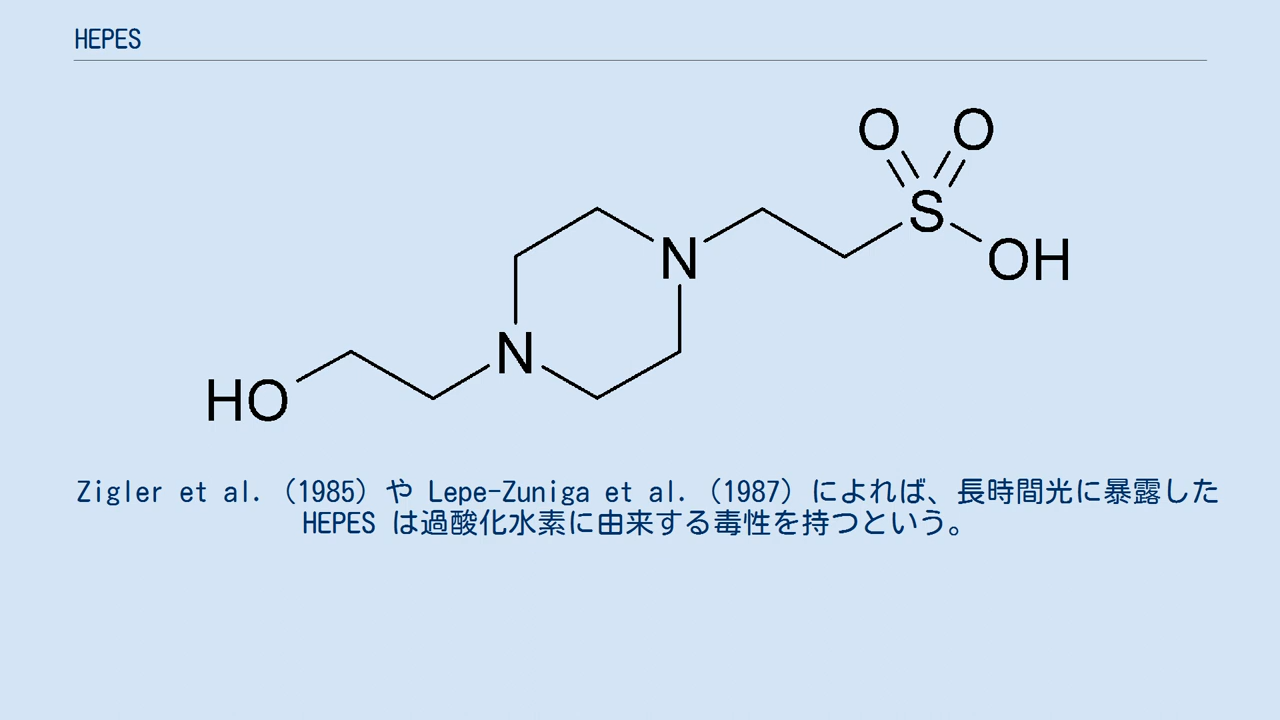 HEPES
O O
S
N
OH
N
HO
Zigler et al. (1985) や Lepe-Zuniga et al. (1987) によれば、長時間光に暴露した
HEPES は過酸化水素に由来する毒性を持つという。